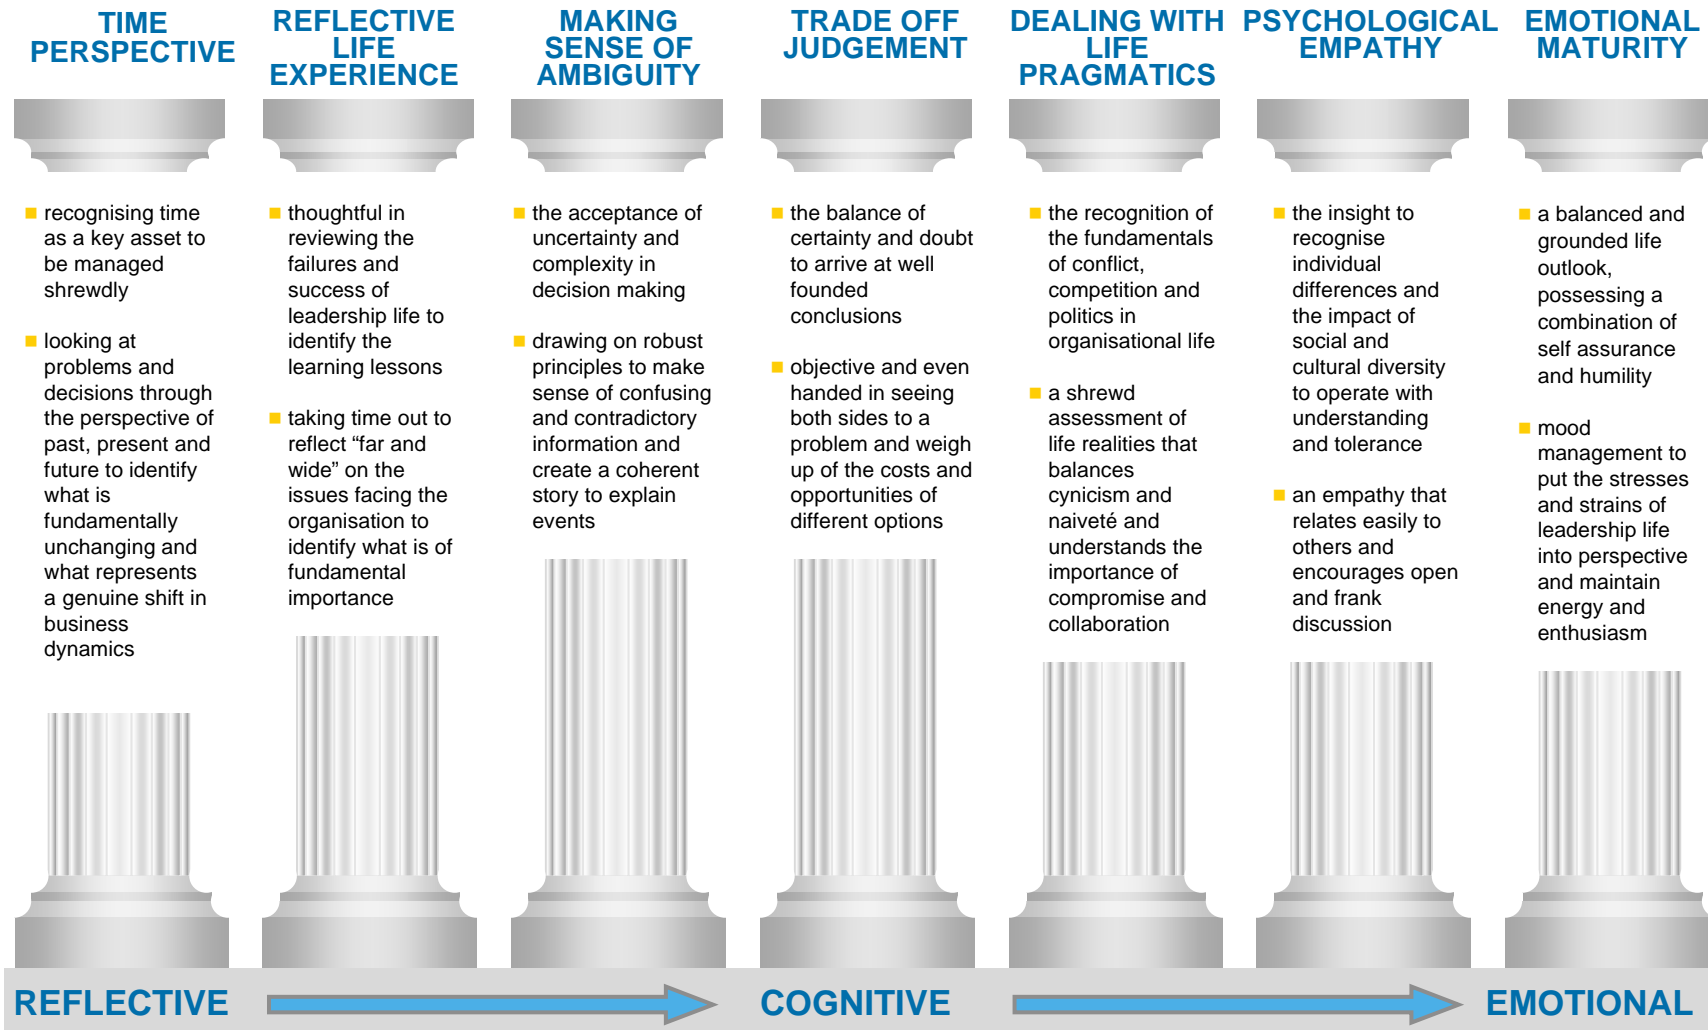 TIME
PERSPECTIVE
recognising time
as a key asset to
be managed
shrewdly
looking at
problems and
decisions through
the perspective of
past, present and
future to identify
what is
fundamentally
unchanging and
what represents
a genuine shift in
business
dynamics
REFLECTIVE
LIFE
EXPERIENCE
thoughtful in
reviewing the
failures and
success of
leadership life to
identify the
learning lessons
taking time out to
reflect “far and
wide” on the
issues facing the
organisation to
identify what is of
fundamental
importance
MAKING
SENSE OF
AMBIGUITY
the acceptance of
uncertainty and
complexity in
decision making
drawing on robust
principles to make
sense of confusing
and contradictory
information and
create a coherent
story to explain
events
TRADE OFF
JUDGEMENT
the balance of
certainty and doubt
to arrive at well
founded
conclusions
objective and even
handed in seeing
both sides to a
problem and weigh
up of the costs and
opportunities of
different options
DEALING WITH
LIFE
PRAGMATICS
the recognition of
the fundamentals
of conflict,
competition and
politics in
organisational life
a shrewd
assessment of
life realities that
balances
cynicism and
naiveté and
understands the
importance of
compromise and
collaboration
PSYCHOLOGICAL
EMPATHY
the insight to
recognise
individual
differences and
the impact of
social and
cultural diversity
to operate with
understanding
and tolerance
an empathy that
relates easily to
others and
encourages open
and frank
discussion
EMOTIONAL
MATURITY
a balanced and
grounded life
outlook,
possessing a
combination of
self assurance
and humility
mood
management to
put the stresses
and strains of
leadership life
into perspective
and maintain
energy and
enthusiasm
REFLECTIVE
COGNITIVE
EMOTIONAL